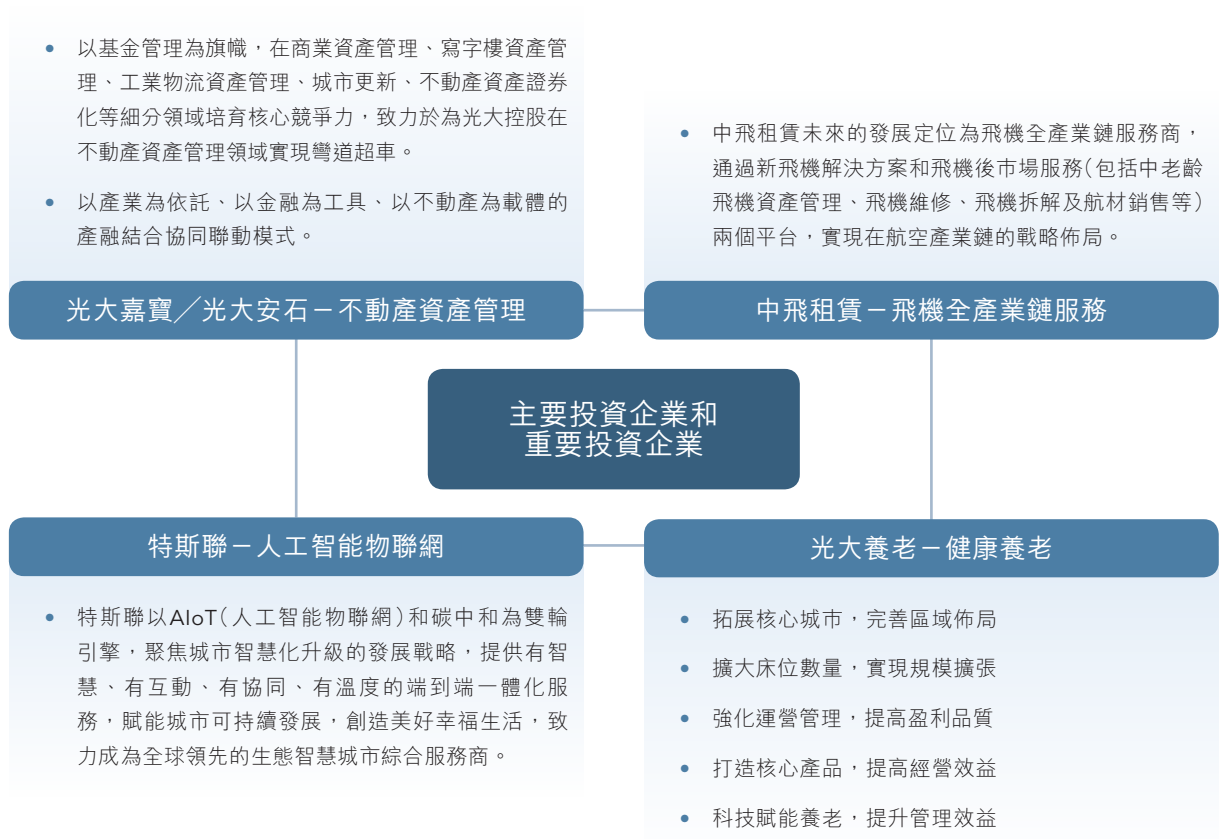 • 以基金管理為旗幟，在商業資產管理、寫字樓資產管
理、工業物流資產管理、城市更新、不動產資產證券
化等細分領域培育核心競爭力，致力於為光大控股在
不動產資產管理領域實現彎道超車。
• 以產業為依託、以金融為工具、以不動產為載體的
產融結合協同聯動模式。
光大嘉寶／光大安石－不動產資產管理
• 中飛租賃未來的發展定位為飛機全產業鏈服務商，
通過新飛機解決方案和飛機後市場服務(包括中老齡
飛機資產管理、飛機維修、飛機拆解及航材銷售等)
兩個平台，實現在航空產業鏈的戰略佈局。
中飛租賃－飛機全產業鏈服務
主要投資企業和
重要投資企業
特斯聯－人工智能物聯網
• 特斯聯以AIoT(人工智能物聯網)和碳中和為雙輪
引擎，聚焦城市智慧化升級的發展戰略，提供有智
慧、有互動、有協同、有溫度的端到端一體化服
務，賦能城市可持續發展，創造美好幸福生活，致
力成為全球領先的生態智慧城市綜合服務商。
光大養老－健康養老
• 拓展核心城市，完善區域佈局
• 擴大床位數量，實現規模擴張
• 強化運營管理，提高盈利品質
• 打造核心產品，提高經營效益
• 科技賦能養老，提升管理效益